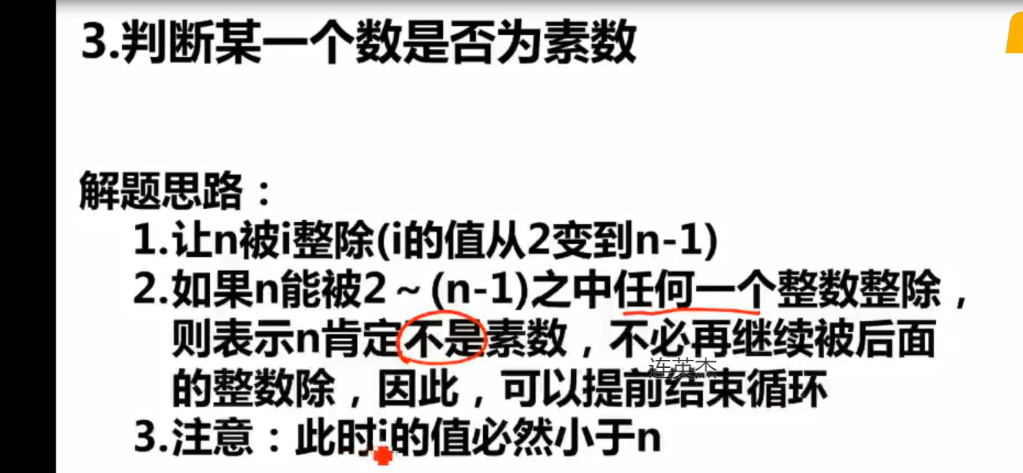 3.判断某一个数是否为素数
解题思路：
1.让n被i整除(i的值从2变到n-1)
2.如果n能被2～(n-1)之中任何一个整数整除，
则表示n肯定不是素数，不必再继续被后面
连英杰
的整数除，因此，可以提前结束循环
3.注意：此时i的值必然小于n